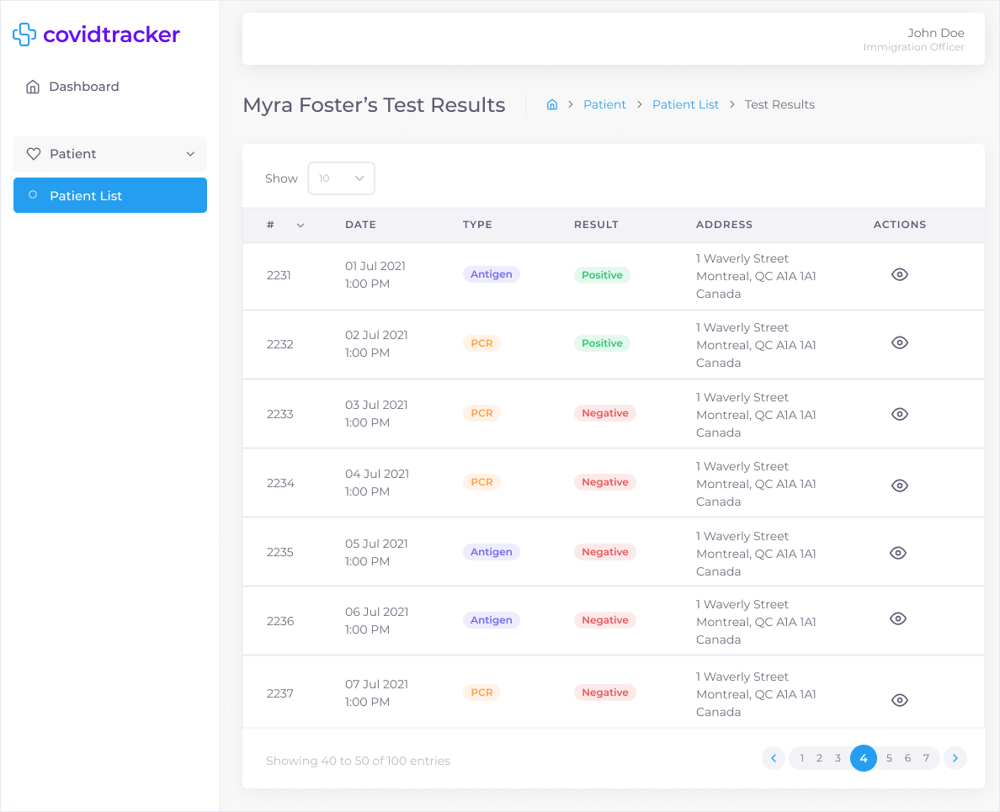 covidtracker
John Doe
Immigration Officer
Dashboard
Myra Foster’s Test Results
Patient
Patient List
Test Results
Patient
Patient List
Show
10
# DATE TYPE RESULT ADDRESS ACTIONS
2231
01 Jul 2021
1:00 PM
Antigen
Positive
1 Waverly Street
Montreal, QC A1A 1A1
Canada
2232
02 Jul 2021
1:00 PM
PCR
Positive
1 Waverly Street
Montreal, QC A1A 1A1
Canada
2233
03 Jul 2021
1:00 PM
PCR
Negative
1 Waverly Street
Montreal, QC A1A 1A1
Canada
2234
04 Jul 2021
1:00 PM
PCR
Negative
1 Waverly Street
Montreal, QC A1A 1A1
Canada
2235
05 Jul 2021
1:00 PM
Antigen
Negative
1 Waverly Street
Montreal, QC A1A 1A1
Canada
2236
06 Jul 2021
1:00 PM
Antigen
Negative
1 Waverly Street
Montreal, QC A1A 1A1
Canada
2237
07 Jul 2021
1:00 PM
PCR
Negative
1 Waverly Street
Montreal, QC A1A 1A1
Canada
Showing 40 to 50 of 100 entries
1 2 3 4 5 6 7